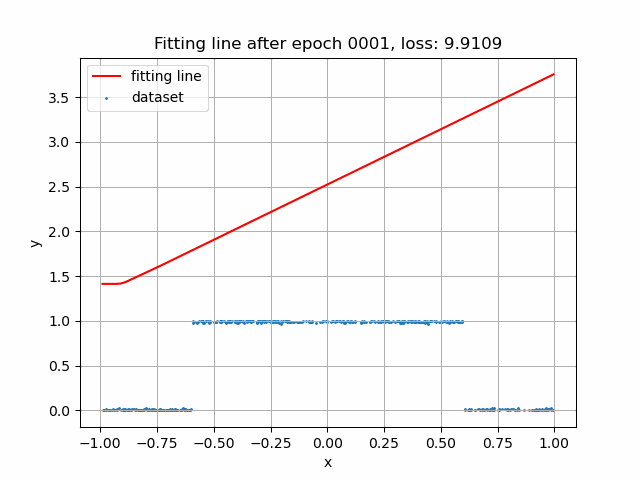 Fitting line after epoch 0001, loss: 9.9109
fitting line
dataset
3.5
3.0
2.5
2.0
1.5
1.0
0.5
0.0
y
−1.00 −0.75 −0.50 −0.25 0.00 0.25 0.50 0.75 1.00
x